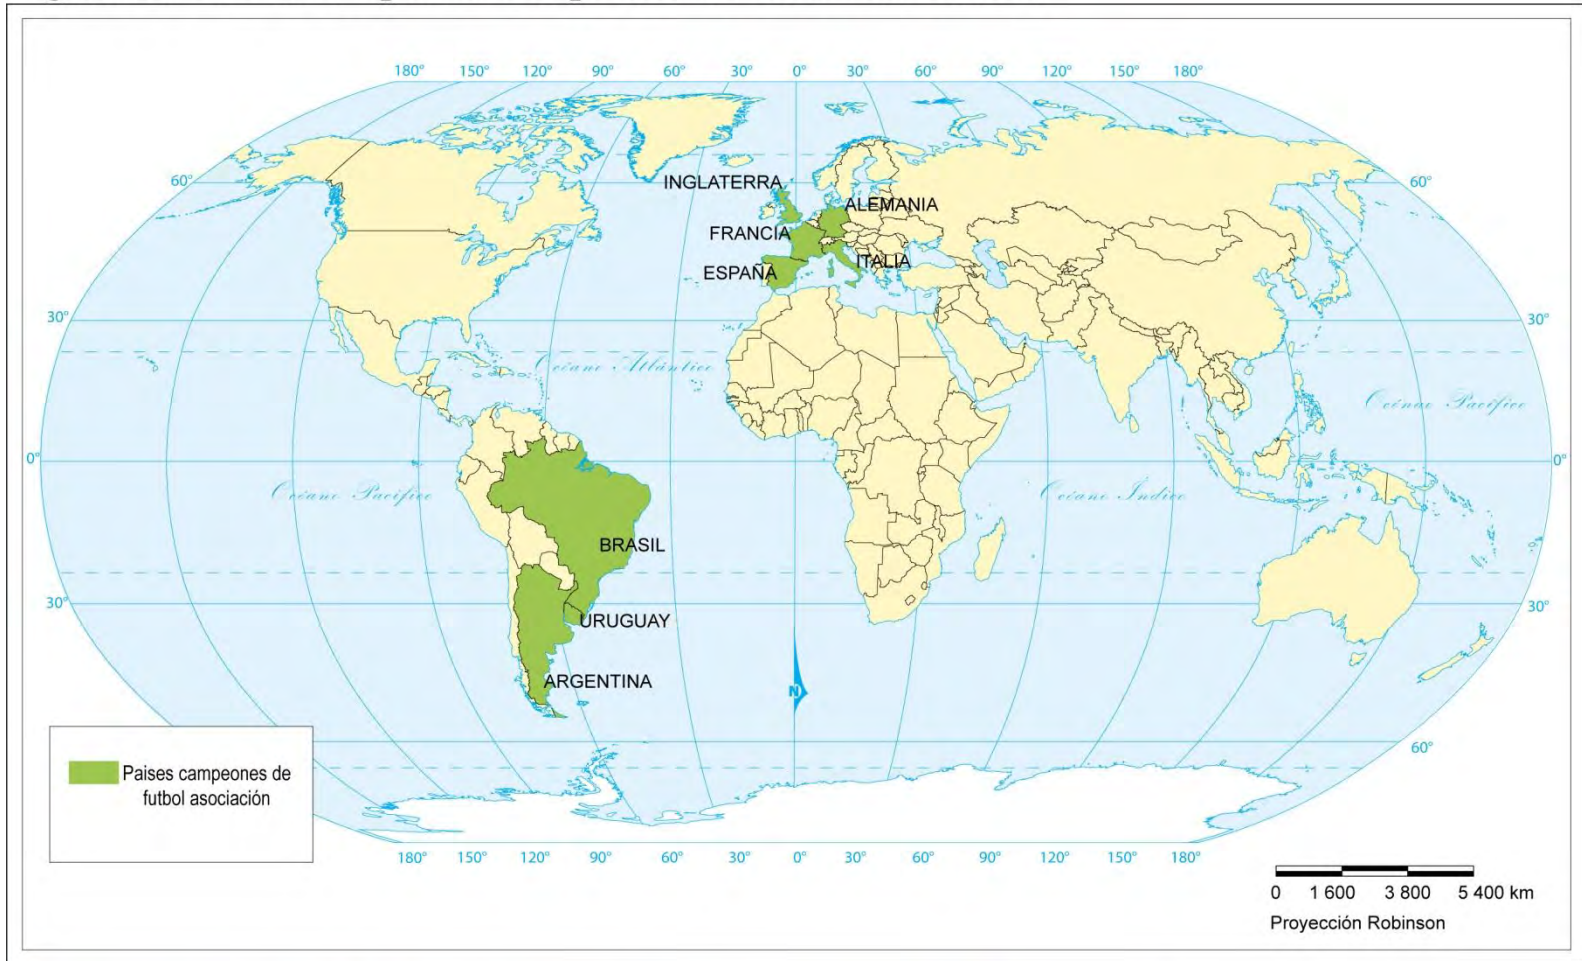 180° 150° 120° 90° 60° 30° 0° 30° 60° 90° 120° 150° 180°
60°
60°
INGLATERRA
ALEMANIA
FRANCIA
ITALIA
ESPAÑA
30°
30°
Océano Atlántico
Océano Pacífico
0°
0°
Océano Pacífico
Océano Índico
BRASIL
30°
30°
URUGUAY
ARGENTINA
N
60°
Paises campeones de
futbol asociación
180° 150° 120° 90° 60° 30° 0° 30° 60° 90° 120° 150° 180°
0 1 600 3 800 5 400 km
Proyección Robinson